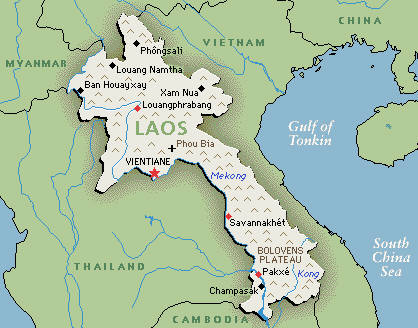 CHINA
VIETNAM
MYANMAR
Phôngsali
Louang Namtha
Ban Houayxay
Xam Nua
Louangphrabang
LAOS
Phou Bia
VIENTIANE
Mekong
Gulf of
Tonkin
Savannakhét
BOLOVENS
PLATEAU
Pakxé
Kong
Champasak
THAILAND
South
China
Sea
CAMBODIA